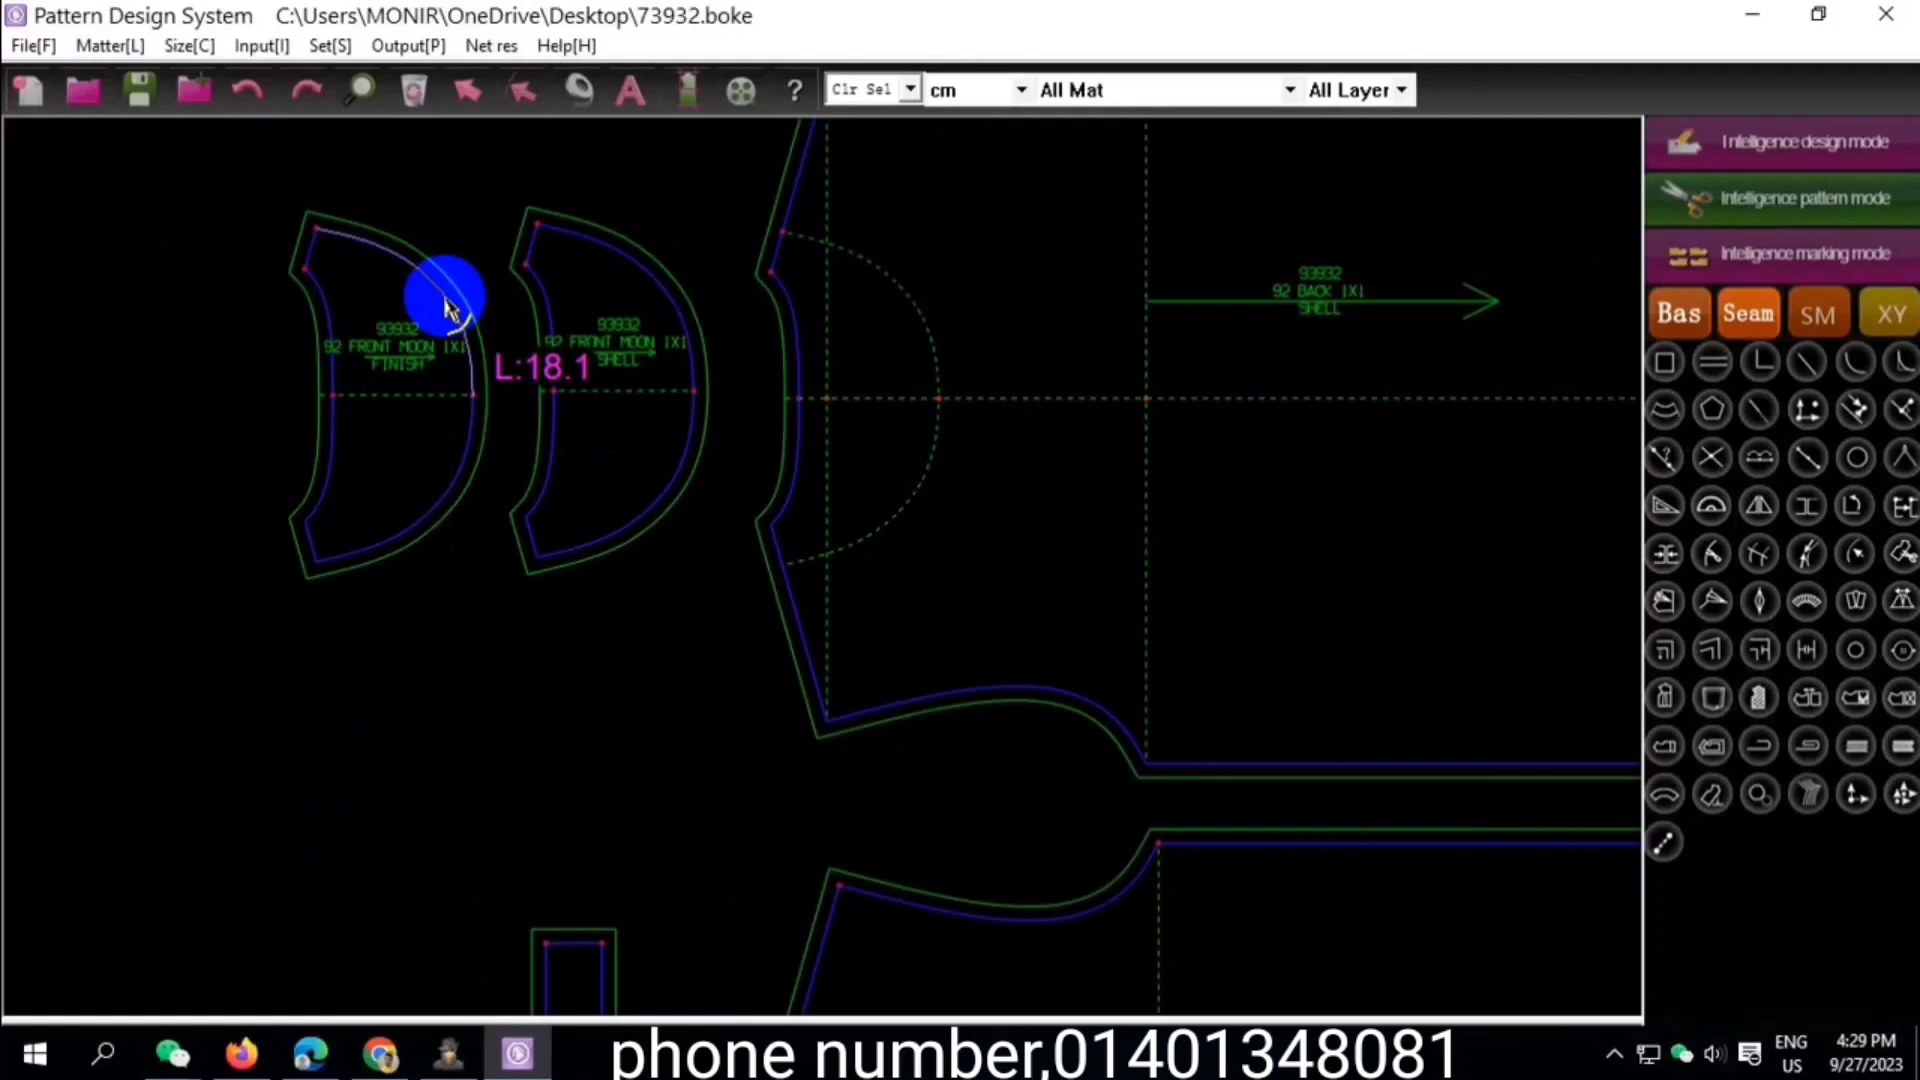 Pattern Design System C:\Users\MONIR\OneDrive\Desktop\73932.boke
File[F] Matter[L] Size[C] Input[I] Set[S] Output[P] Net res Help[H]
A ? Clr Sel cm All Mat All Layer
Intelligence design mode
Intelligence pattern mode
Intelligence marking mode
Bas Seam SM XY
93932
92 BACK 1X1
SHELL
93932
92 FRONT MOON 1X1
FINISH
93932
92 FRONT MOON 1X1
SHELL
L:18.1
phone number,01401348081
ENG
US
4:29 PM
9/27/2023